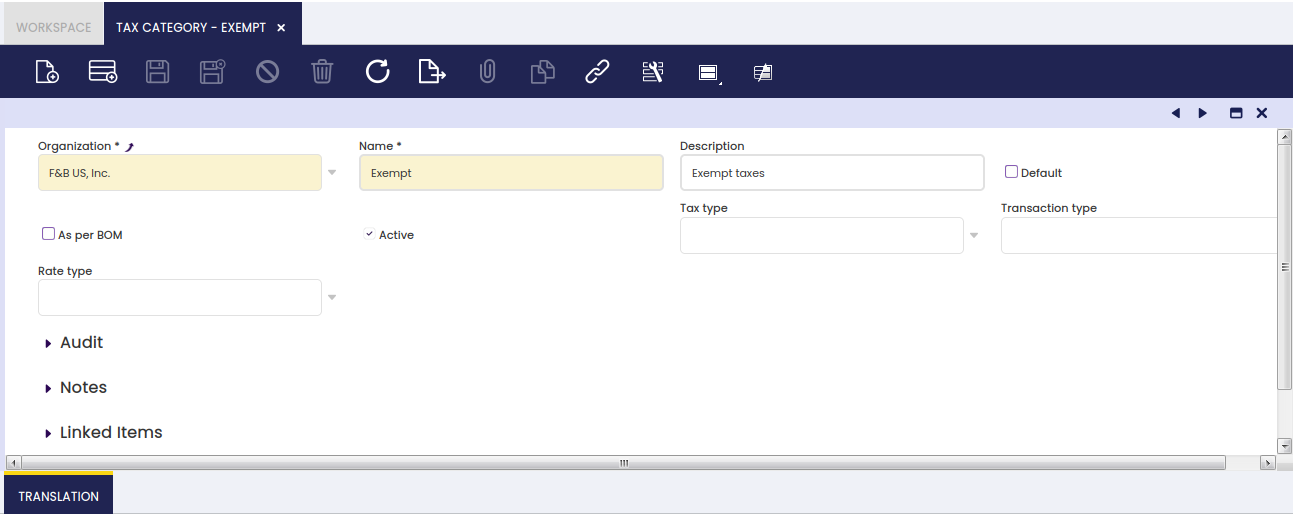 WORKSPACE
TAX CATEGORY - EXEMPT
Organization *
Name *
Description
F&B US, Inc.
Exempt
Exempt taxes
Default
Tax type
Transaction type
As per BOM
Active
Rate type
Audit
Notes
Linked Items
TRANSLATION